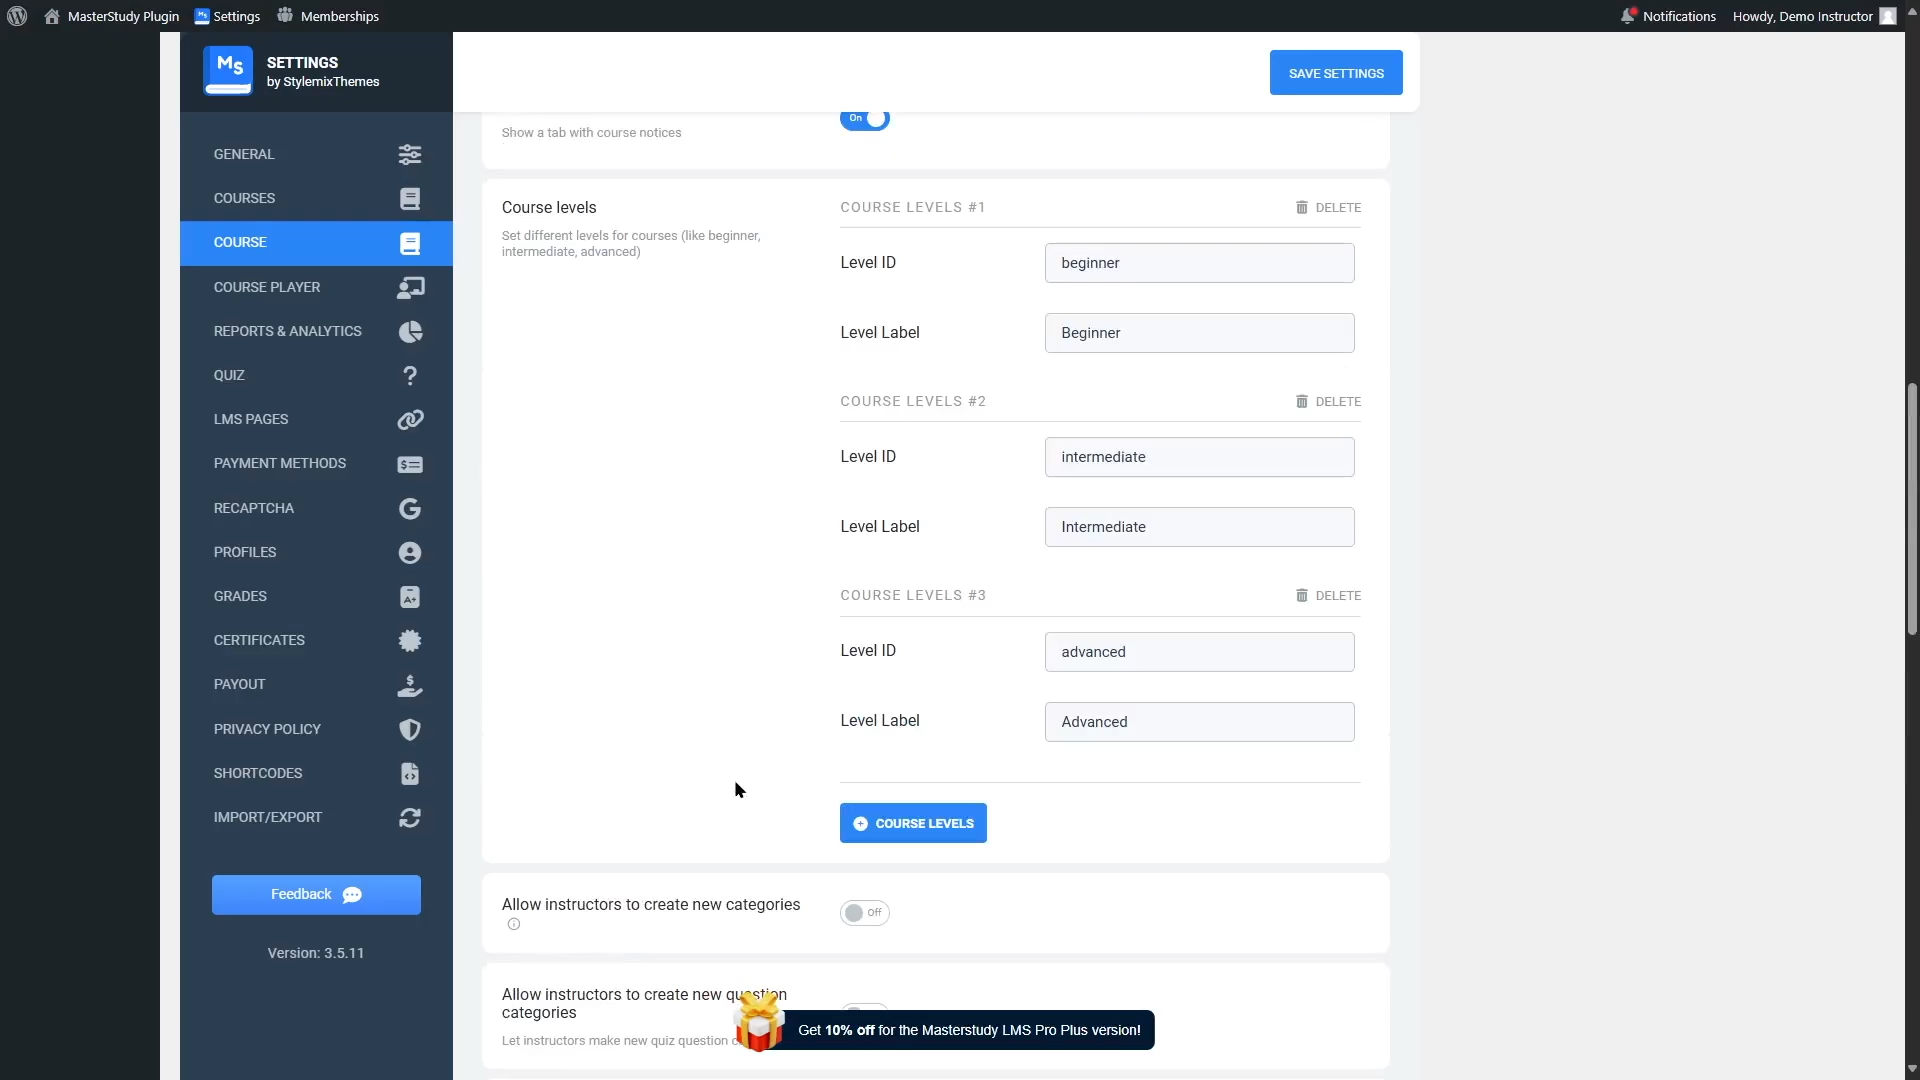 MasterStudy Plugin
Settings
Memberships
Notifications
Howdy, Demo Instructor
MS
SETTINGS
by StylemixThemes
SAVE SETTINGS
GENERAL
COURSES
COURSE
COURSE PLAYER
REPORTS & ANALYTICS
QUIZ
LMS PAGES
PAYMENT METHODS
RECAPTCHA
PROFILES
GRADES
CERTIFICATES
PAYOUT
PRIVACY POLICY
SHORTCODES
IMPORT/EXPORT
Feedback
Version: 3.5.11
Show a tab with course notices
On
Course levels
Set different levels for courses (like beginner,
intermediate, advanced)
COURSE LEVELS #1
DELETE
Level ID
beginner
Level Label
Beginner
COURSE LEVELS #2
DELETE
Level ID
intermediate
Level Label
Intermediate
COURSE LEVELS #3
DELETE
Level ID
advanced
Level Label
Advanced
COURSE LEVELS
Allow instructors to create new categories
Off
Allow instructors to create new question
categories
Let instructors make new quiz question
Get 10% off for the Masterstudy LMS Pro Plus version!